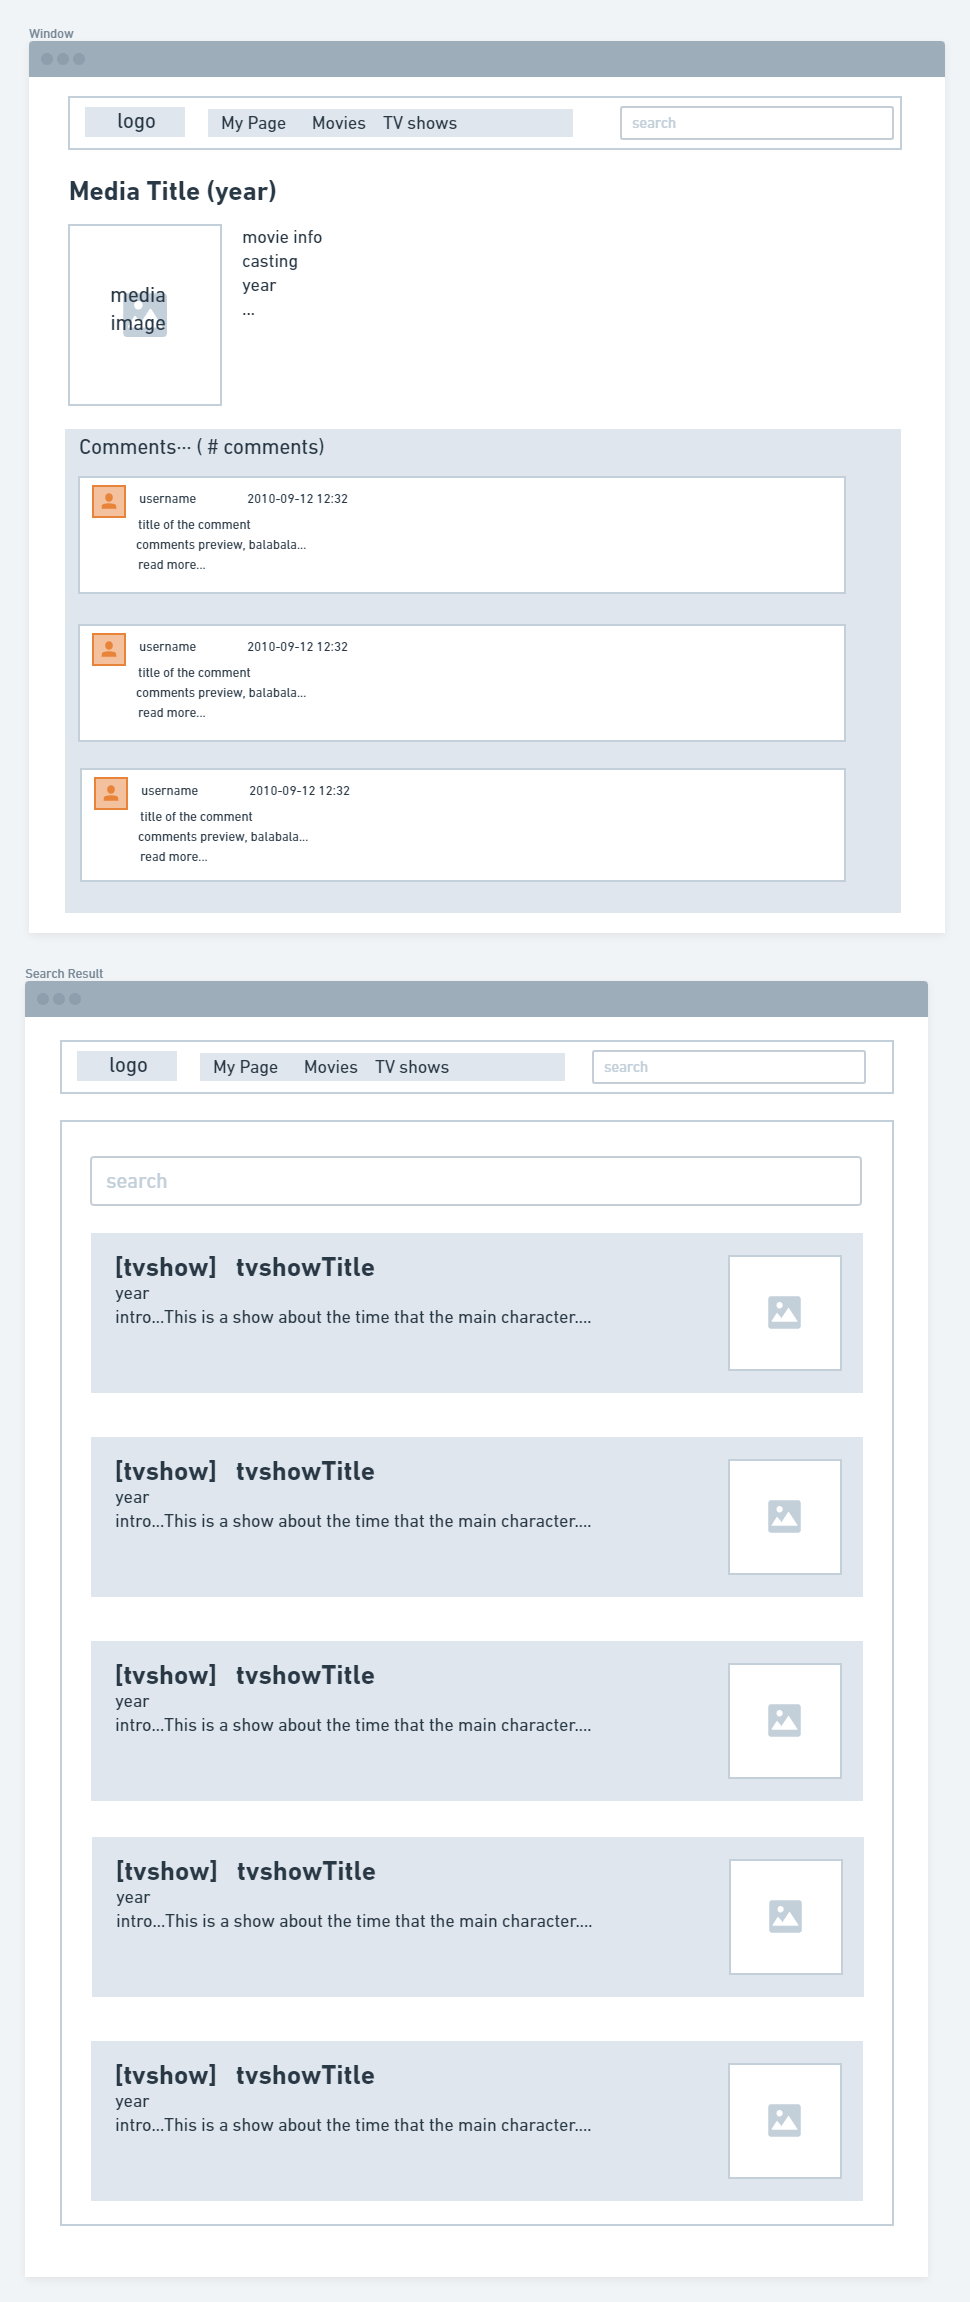 Window
logo My Page Movies TV shows search
Media Title (year)
media
image
movie info
casting
year
...
Comments... ( # comments)
username 2010-09-12 12:32
title of the comment
comments preview, balabala...
read more...
username 2010-09-12 12:32
title of the comment
comments preview, balabala...
read more...
username 2010-09-12 12:32
title of the comment
comments preview, balabala...
read more...
Search Result
logo My Page Movies TV shows search
search
[tvshow] tvshowTitle
year
intro...This is a show about the time that the main character....
[tvshow] tvshowTitle
year
intro...This is a show about the time that the main character....
[tvshow] tvshowTitle
year
intro...This is a show about the time that the main character....
[tvshow] tvshowTitle
year
intro...This is a show about the time that the main character....
[tvshow] tvshowTitle
year
intro...This is a show about the time that the main character....